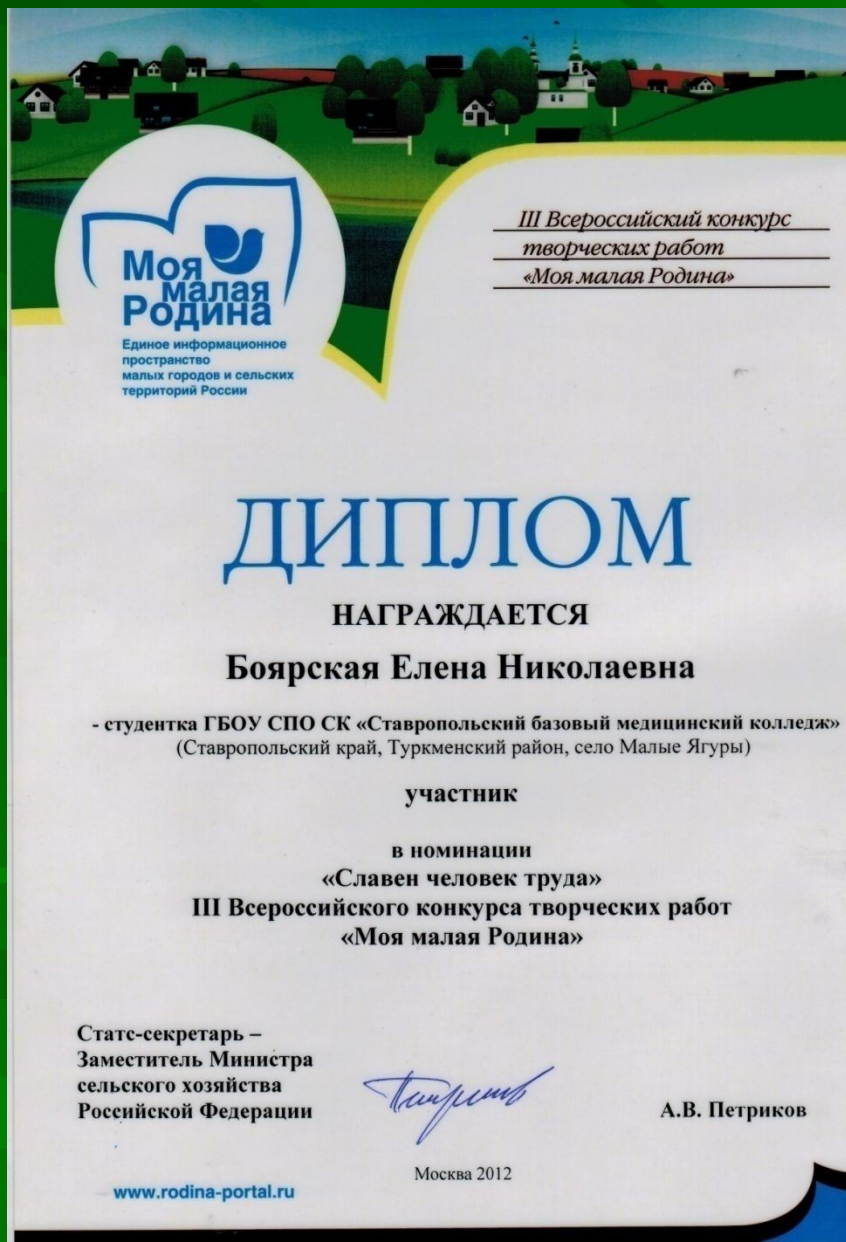 III Всероссийский конкурс
творческих работ
«Моя малая Родина»
Моя
малая
Родина
Единое информационное
пространство
малых городов и сельских
территорий России
ДИПЛОМ
НАГРАЖДАЕТСЯ
Боярская Елена Николаевна
- студентка ГБОУ СПО СК «Ставропольский базовый медицинский колледж»
(Ставропольский край, Туркменский район, село Малые Ягуры)
участник
в номинации
«Славен человек труда»
III Всероссийского конкурса творческих работ
«Моя малая Родина»
Статс-секретарь –
Заместитель Министра
сельского хозяйства
Российской Федерации
А.В. Петриков
Москва 2012
www.rodina-portal.ru